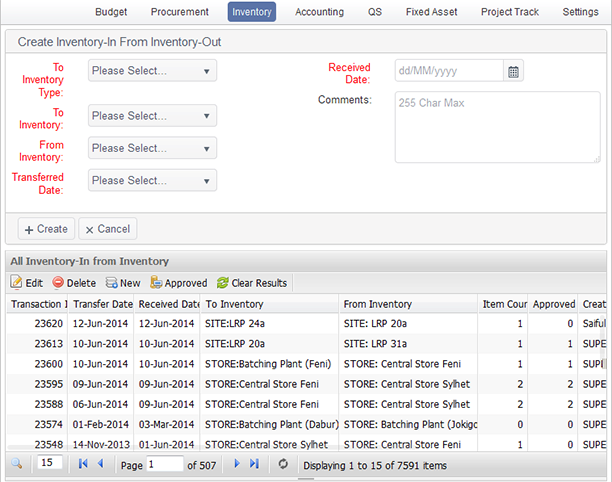 Budget Procurement Inventory Accounting QS Fixed Asset Project Track Settings
Create Inventory-In From Inventory-Out
To Inventory Type: Please Select... Received Date: dd/MM/yyyy
To Inventory: Please Select... Comments: 255 Char Max
From Inventory: Please Select...
Transferred Date: Please Select...
+ Create × Cancel
All Inventory-In from Inventory
Edit Delete New Approved Clear Results
Transaction I Transfer Date Received Date To Inventory From Inventory Item Coun Approved Creat
23620 12-Jun-2014 12-Jun-2014 SITE:LRP 24a SITE: LRP 20a 1 0 Saiful
23613 10-Jun-2014 10-Jun-2014 SITE:LRP 20a SITE: LRP 31a 1 1 SUPE
23600 10-Jun-2014 10-Jun-2014 STORE:Batching Plant (Feni) STORE: Central Store Feni 1 1 SUPE
23595 09-Jun-2014 09-Jun-2014 STORE:Central Store Feni STORE: Central Store Sylhet 2 2 SUPE
23588 06-Jun-2014 09-Jun-2014 STORE:Central Store Feni STORE: Central Store Sylhet 2 2 SUPE
23574 01-Feb-2014 03-Mar-2014 STORE:Batching Plant (Dabur) STORE: Batching Plant (Jokigo 0 0 SUPE
23548 14-Nov-2013 01-Jun-2014 STORE:Central Store Sylhet STORE: Central Store Feni 1 0 SUPE
15 Page 1 of 507 Displaying 1 to 15 of 7591 items